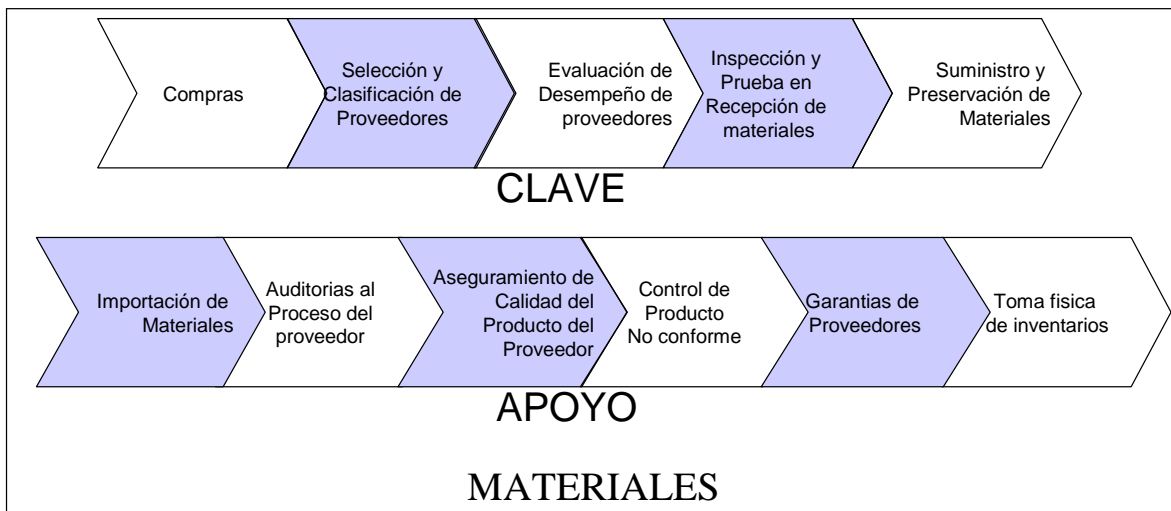 Compras
Selección y
Clasificación de
Proveedores
Evaluación de
Desempeño de
proveedores
Inspección y
Prueba en
Recepción de
materiales
Suministro y
Preservación de
Materiales
CLAVE
Importación de
Materiales
Auditorias al
Proceso del
proveedor
Aseguramiento de
Calidad del
Producto del
Proveedor
Control de
Producto
No conforme
Garantias de
Proveedores
Toma fisica
de inventarios
APOYO
MATERIALES